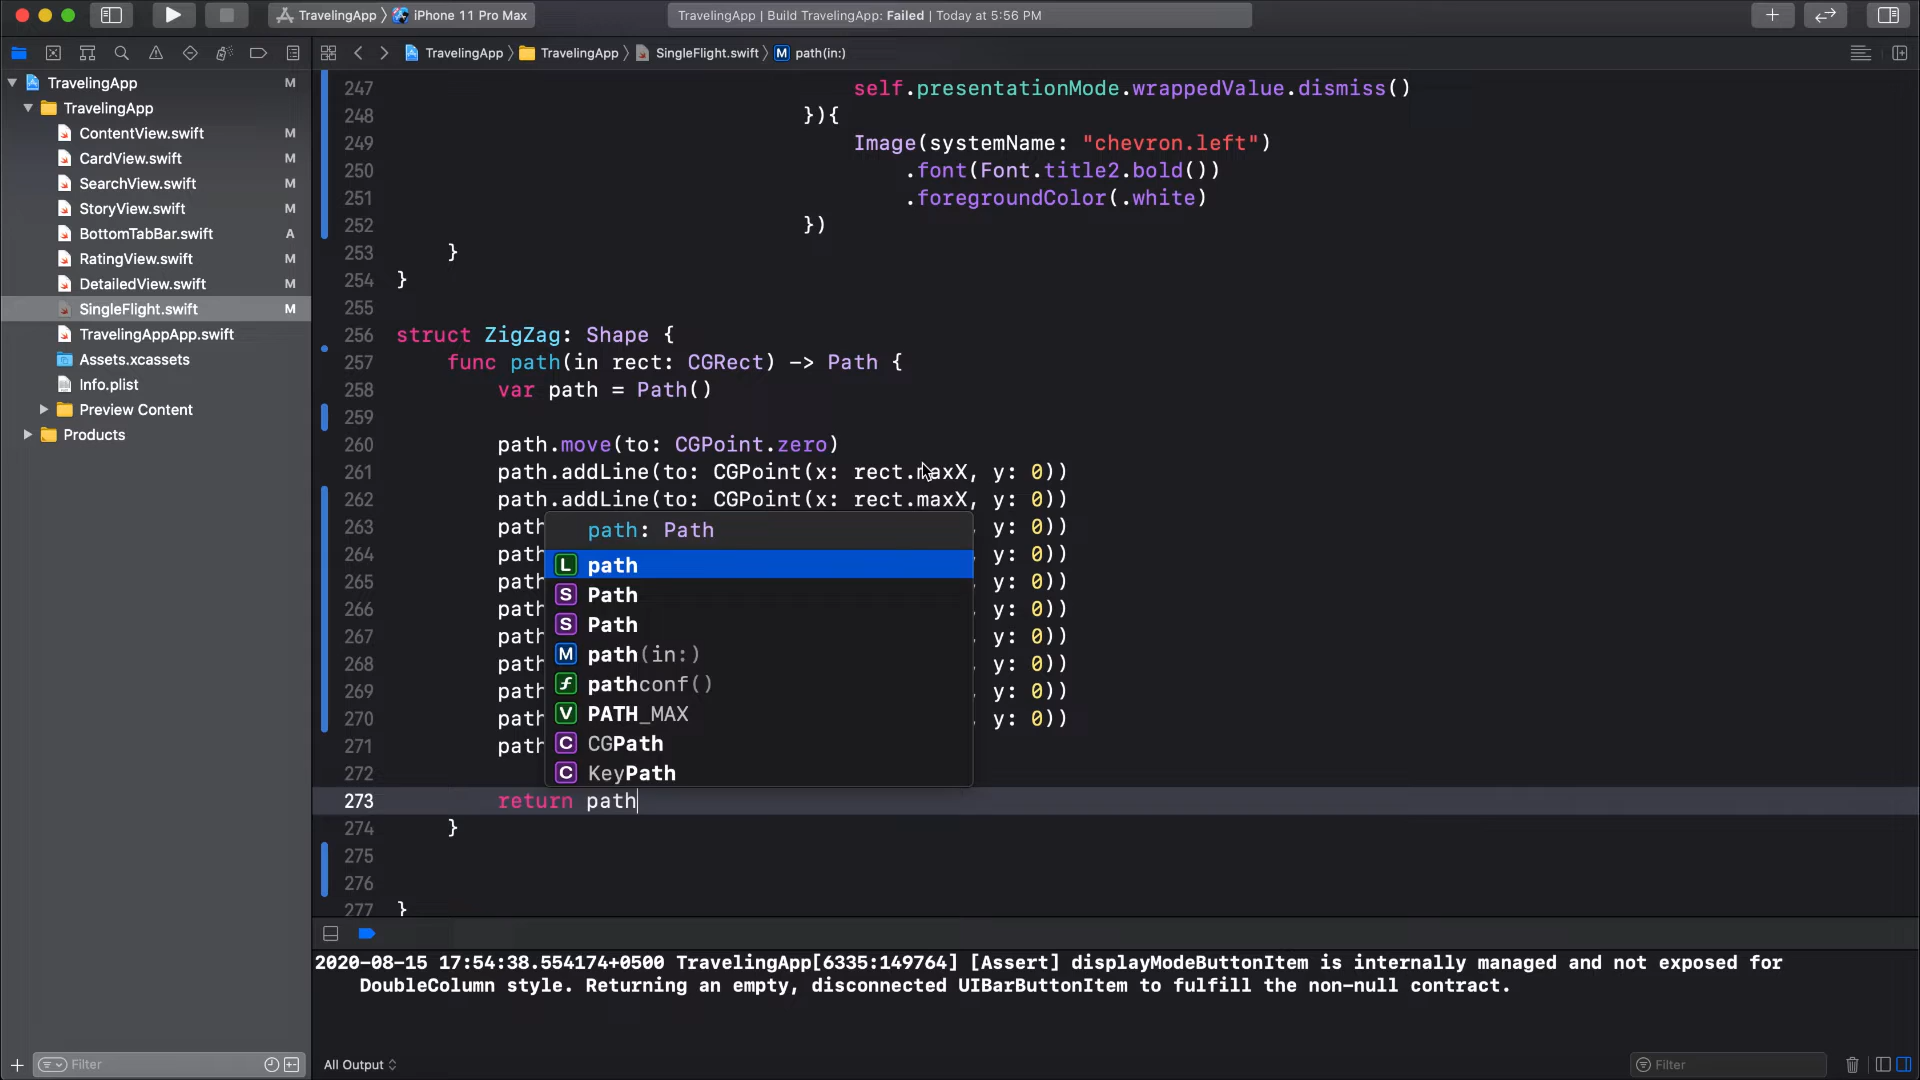 TravelingApp 〉 iPhone 11 Pro Max
TravelingApp | Build TravelingApp: Failed | Today at 5:56 PM
TravelingApp 〉 TravelingApp 〉 SingleFlight.swift 〉 M path(in:)
TravelingApp M
TravelingApp
ContentView.swift M
CardView.swift M
SearchView.swift M
StoryView.swift M
BottomTabBar.swift A
RatingView.swift M
DetailedView.swift M
SingleFlight.swift M
TravelingAppApp.swift
Assets.xcassets
Info.plist
Preview Content
Products
Filter
247 self.presentationMode.wrappedValue.dismiss()
248 }){
249 Image(systemName: "chevron.left")
250 .font(Font.title2.bold())
251 .foregroundColor(.white)
252 })
253 }
254 }
255
256 struct ZigZag: Shape {
257 func path(in rect: CGRect) -> Path {
258 var path = Path()
259
260 path.move(to: CGPoint.zero)
261 path.addLine(to: CGPoint(x: rect.maxX, y: 0))
262 path.addLine(to: CGPoint(x: rect.maxX, y: 0))
263 path , y: 0))
264 path , y: 0))
265 path , y: 0))
266 path , y: 0))
267 path , y: 0))
268 path , y: 0))
269 path , y: 0))
270 path , y: 0))
271 path
272
273 return path
274 }
275
276
277 }
path: Path
L path
S Path
S Path
M path(in:)
f pathconf()
V PATH_MAX
C CGPath
C KeyPath
2020-08-15 17:54:38.554174+0500 TravelingApp[6335:149764] [Assert] displayModeButtonItem is internally managed and not exposed for
DoubleColumn style. Returning an empty, disconnected UIBarButtonItem to fulfill the non-null contract.
All Output
Filter